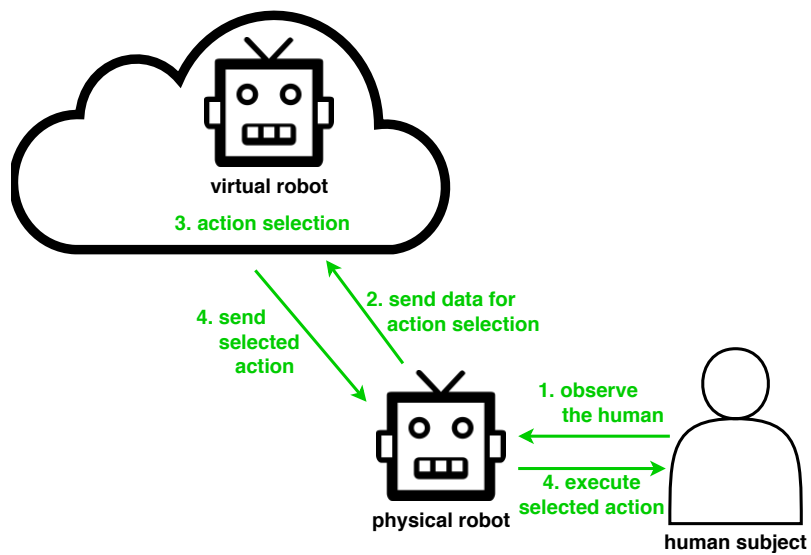 virtual robot
3. action selection
2. send data for
action selection
4. send
selected
action
1. observe
the human
4. execute
selected action
physical robot
human subject